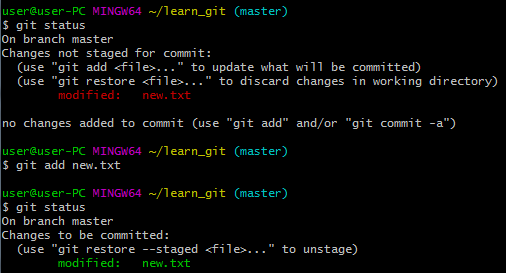 user@user-PC MINGW64 ~/learn_git (master)
$ git status
On branch master
Changes not staged for commit:
  (use "git add <file>..." to update what will be committed)
  (use "git restore <file>..." to discard changes in working directory)
        modified:   new.txt

no changes added to commit (use "git add" and/or "git commit -a")

user@user-PC MINGW64 ~/learn_git (master)
$ git add new.txt

user@user-PC MINGW64 ~/learn_git (master)
$ git status
On branch master
Changes to be committed:
  (use "git restore --staged <file>..." to unstage)
        modified:   new.txt